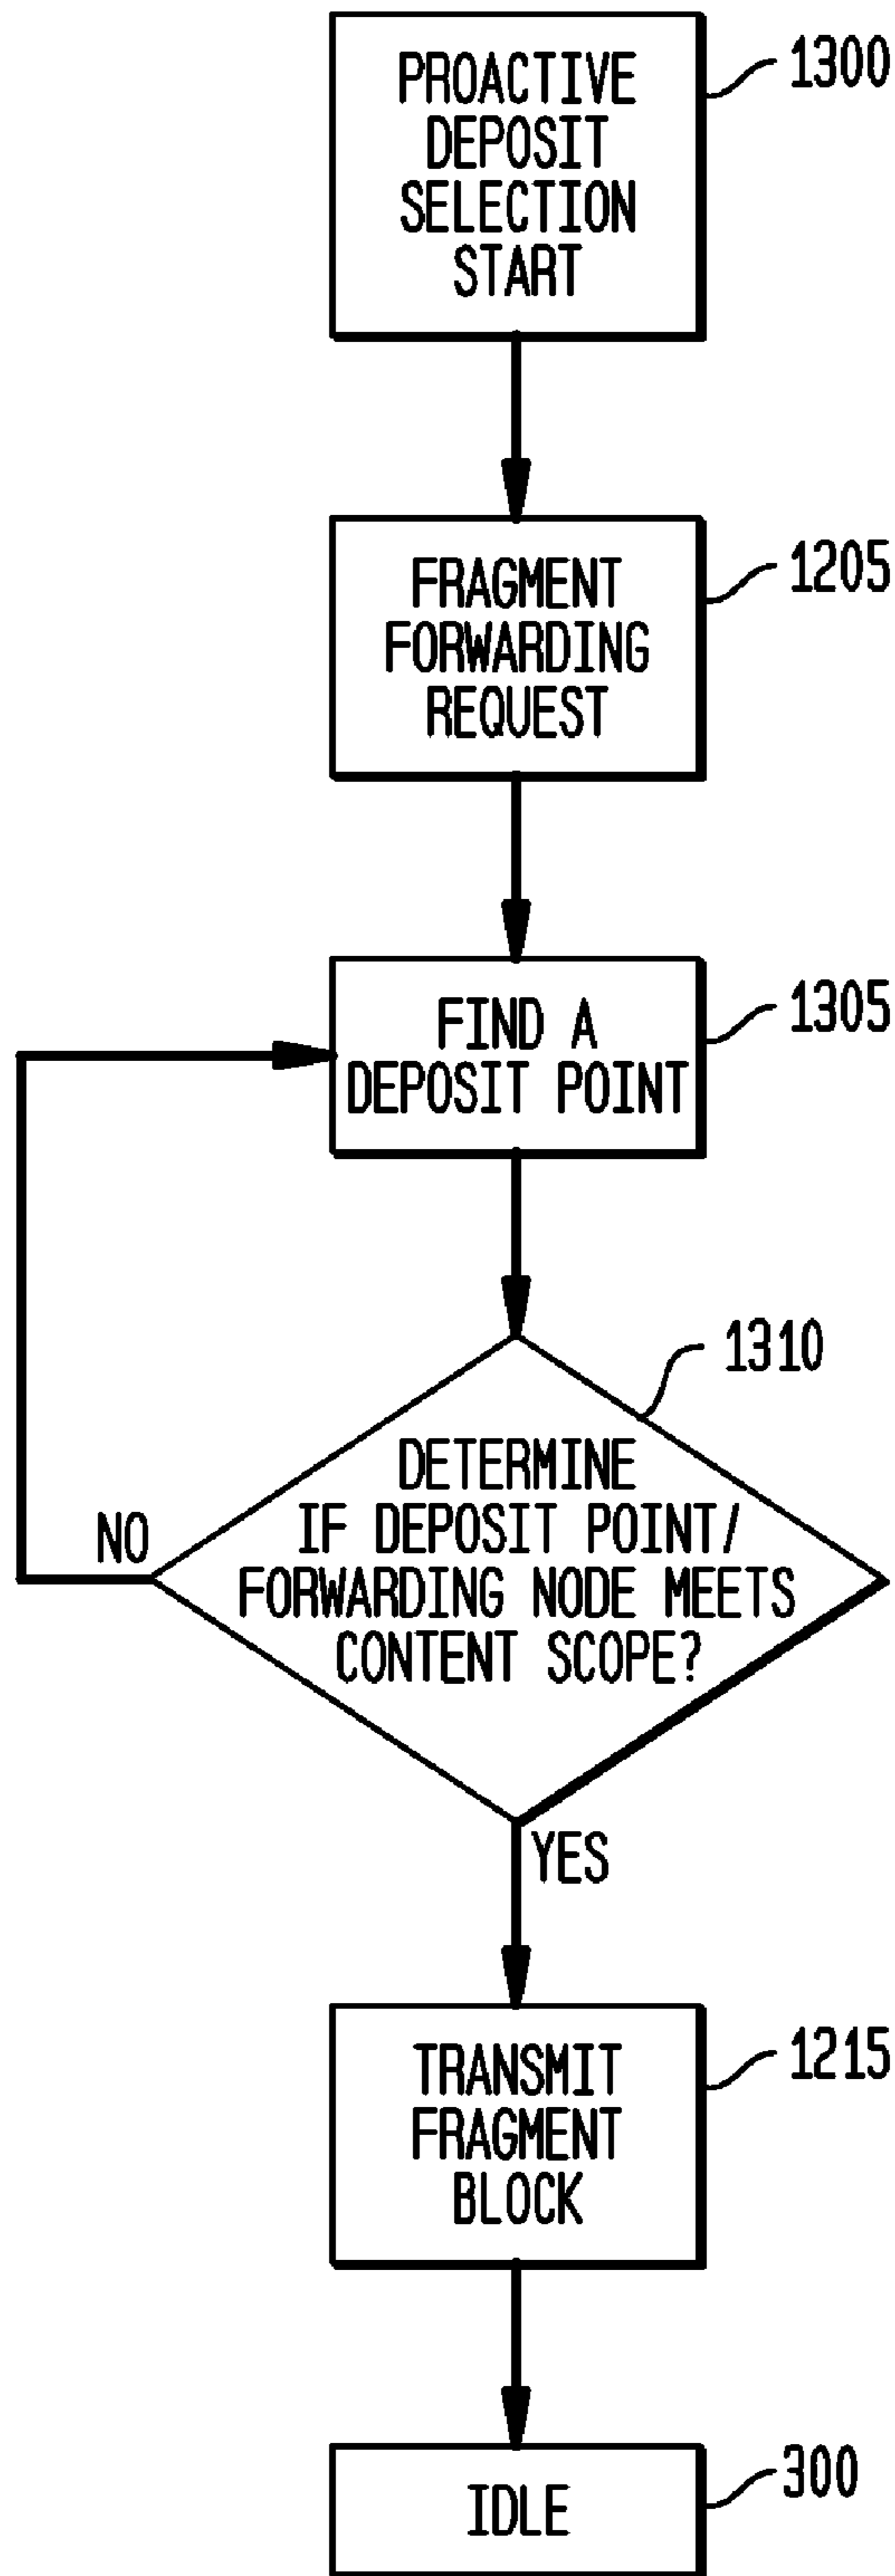 PROACTIVE
DEPOSIT
SELECTION
START
1300
FRAGMENT
FORWARDING
REQUEST
1205
FIND A
DEPOSIT POINT
1305
1310
DETERMINE
IF DEPOSIT POINT/
FORWARDING NODE MEETS
CONTENT SCOPE?
NO
YES
TRANSMIT
FRAGMENT
BLOCK
1215
IDLE
300